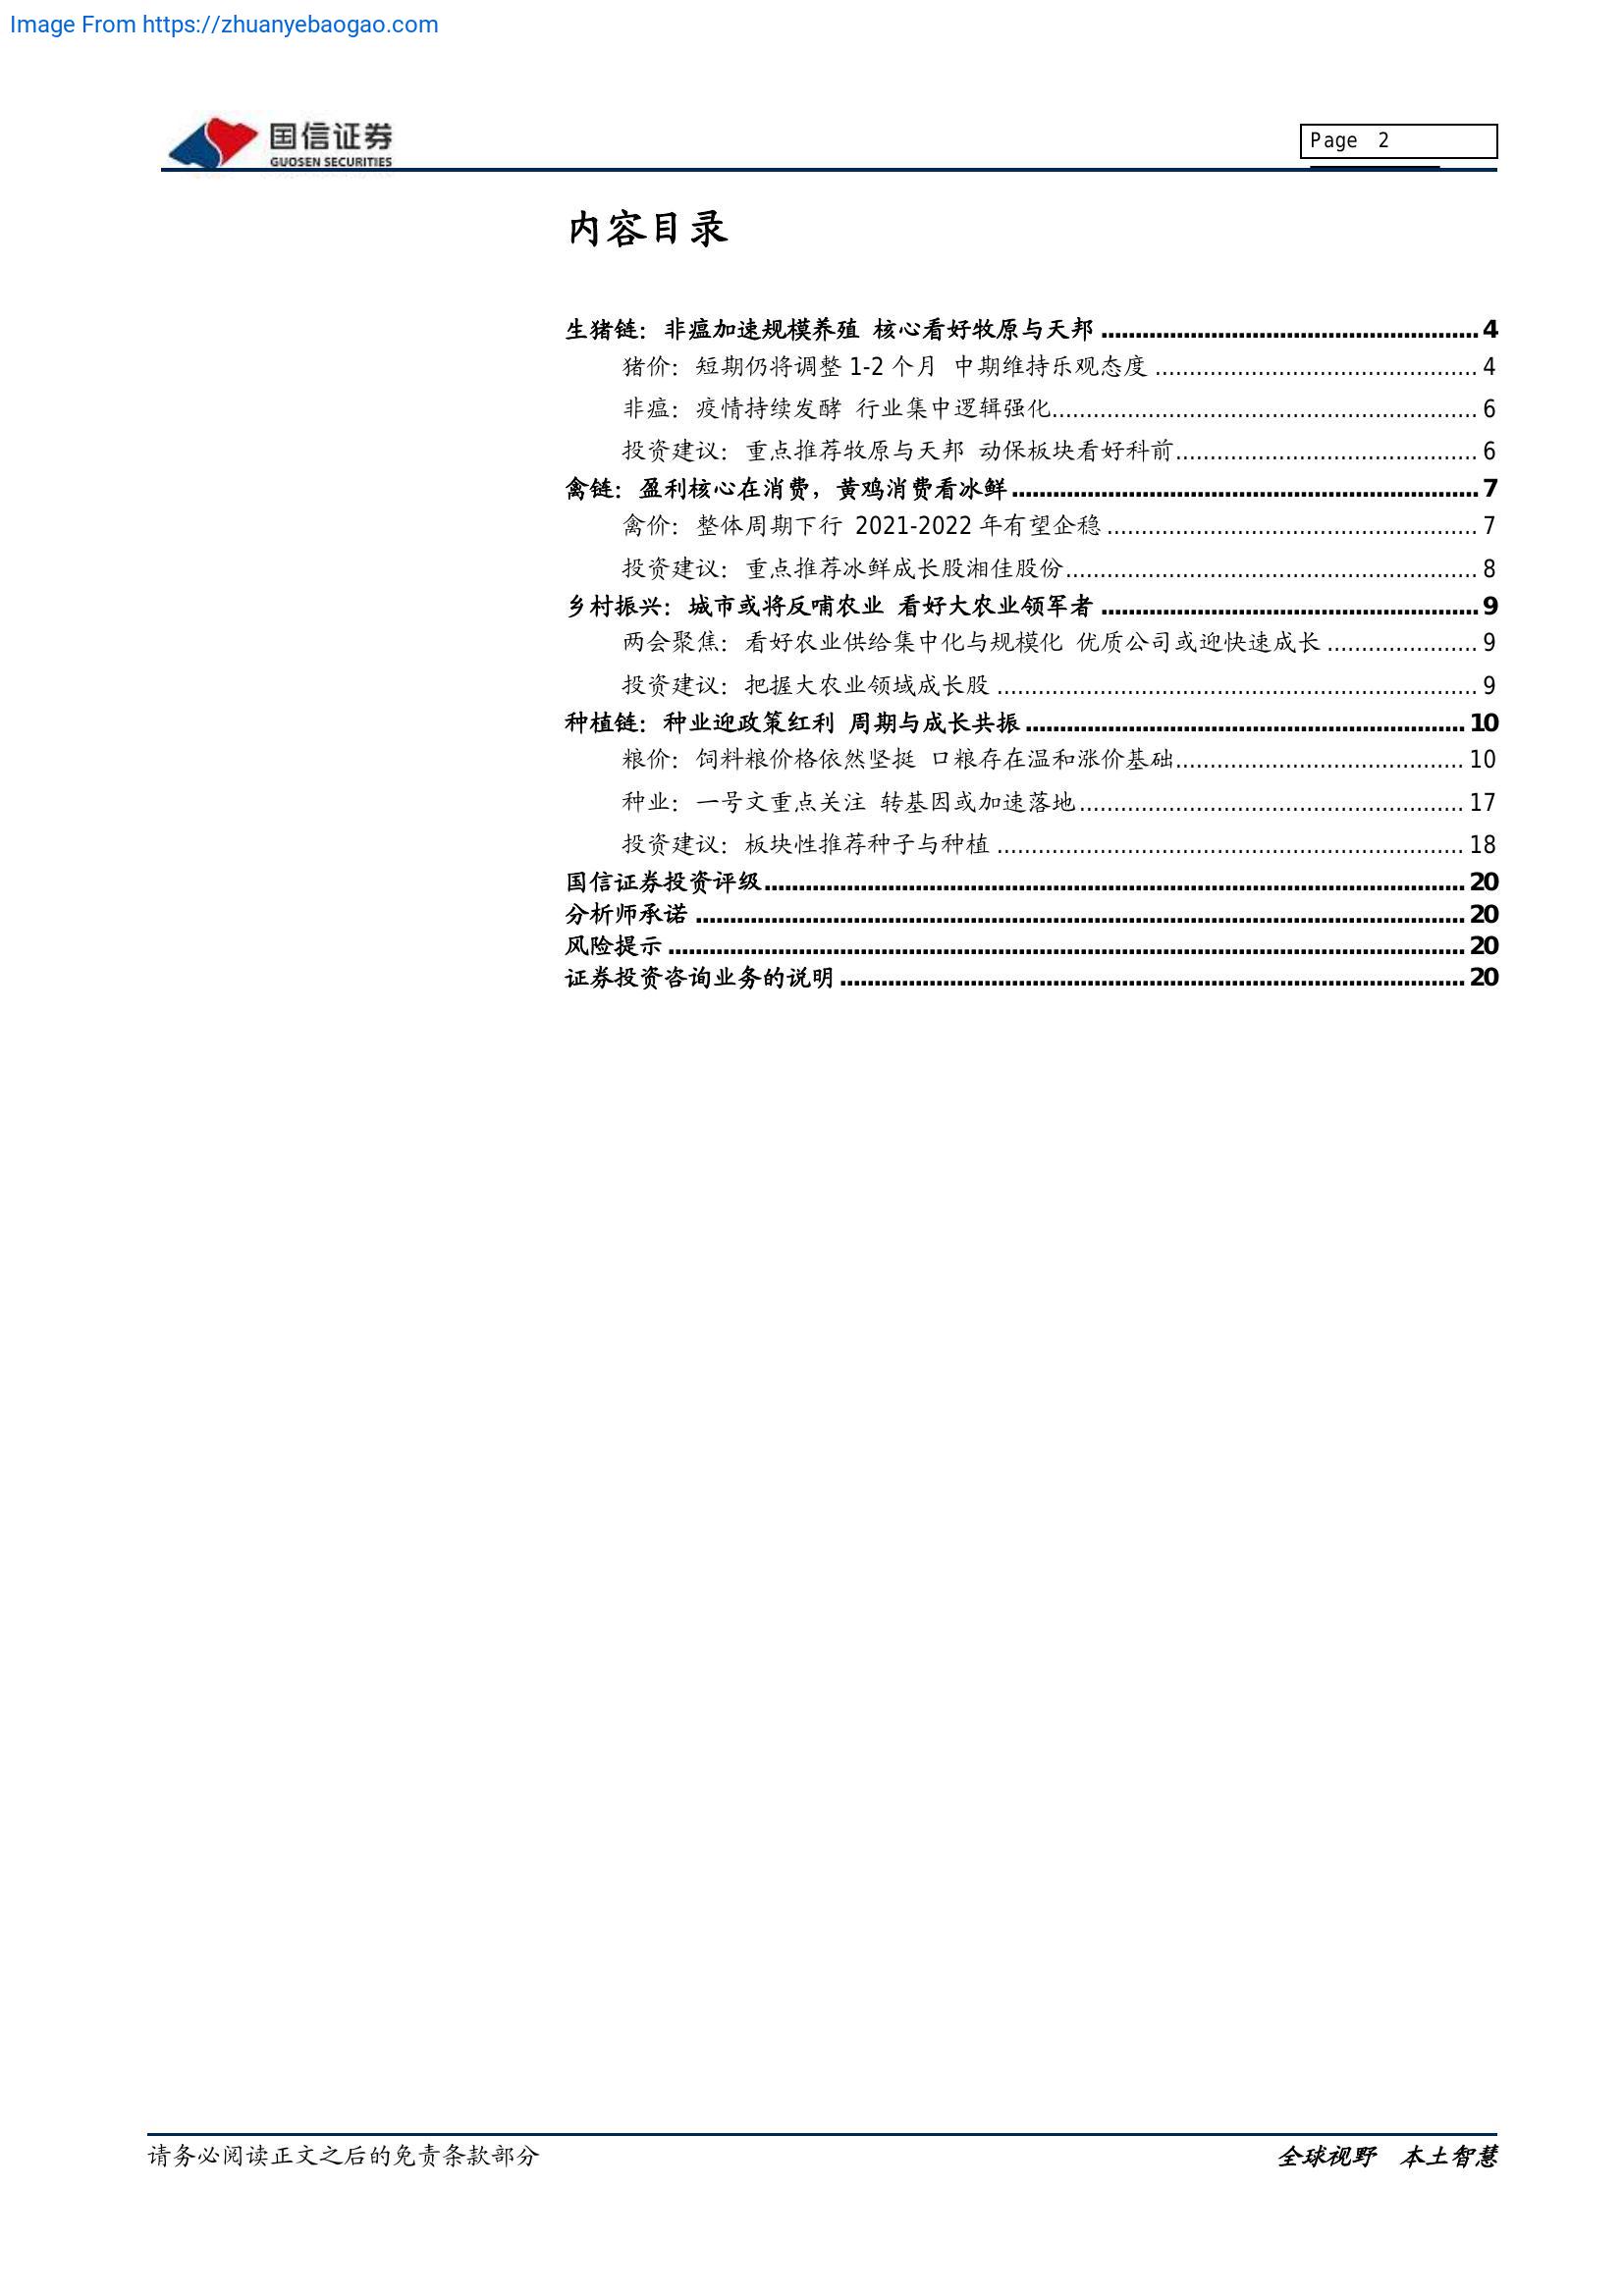 Image From https://zhuanyebaogao.com
国信证券
GUOSEN SECURITIES
Page 2
内容目录
生猪链：非瘟加速规模养殖 核心看好牧原与天邦 ........................................ 4
猪价：短期仍将调整 1-2 个月 中期维持乐观态度 ........................................ 4
非瘟：疫情持续发酵 行业集中逻辑强化........................................ 6
投资建议：重点推荐牧原与天邦 动保板块看好科前........................................ 6
禽链：盈利核心在消费，黄鸡消费看冰鲜 ........................................ 7
禽价：整体周期下行 2021-2022 年有望企稳 ........................................ 7
投资建议：重点推荐冰鲜成长股湘佳股份........................................ 8
乡村振兴：城市或将反哺农业 看好大农业领军者 ........................................ 9
两会聚焦：看好农业供给集中化与规模化 优质公司或迎快速成长 ...................... 9
投资建议：把握大农业领域成长股 ........................................ 9
种植链：种业迎政策红利 周期与成长共振 ........................................ 10
粮价：饲料粮价格依然坚挺 口粮存在温和涨价基础........................................ 10
种业：一号文重点关注 转基因或加速落地........................................ 17
投资建议：板块性推荐种子与种植 ........................................ 18
国信证券投资评级........................................ 20
分析师承诺 ........................................ 20
风险提示 ........................................ 20
证券投资咨询业务的说明 ........................................ 20
请务必阅读正文之后的免责条款部分
全球视野 本土智慧